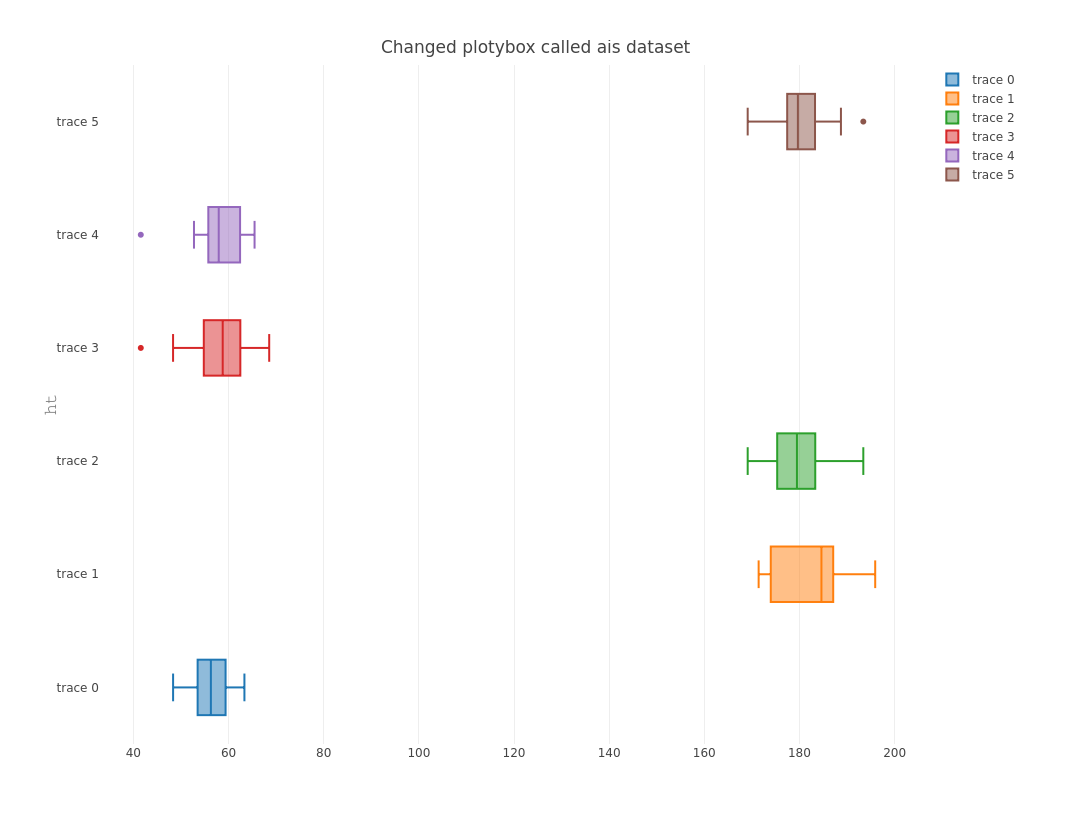 Changed plotybox called ais dataset
trace 0
trace 1
trace 2
trace 3
trace 4
trace 5
trace 5
trace 4
trace 3
ht
trace 2
trace 1
trace 0
40 60 80 100 120 140 160 180 200